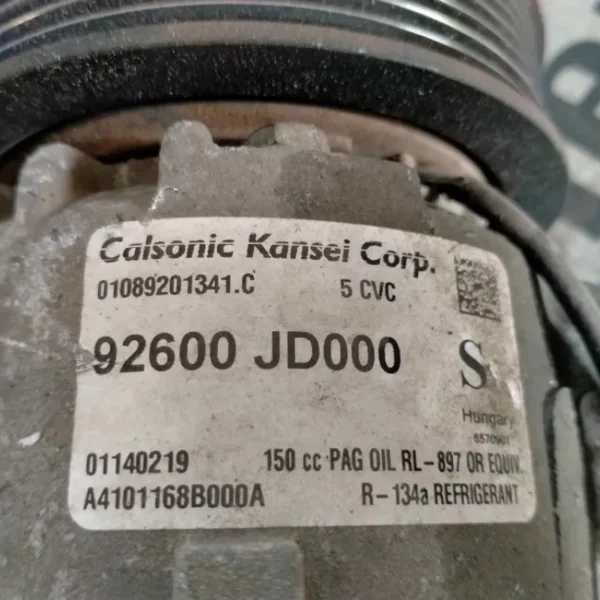 Calsonic Kansei Corp.
01089201341.C 5 CVC
92600 JD000 S
Hungary
8570901
01140219 150 cc PAG OIL RL-897 OR EQUIV.
A4101168B000A R-134a REFRIGERANT